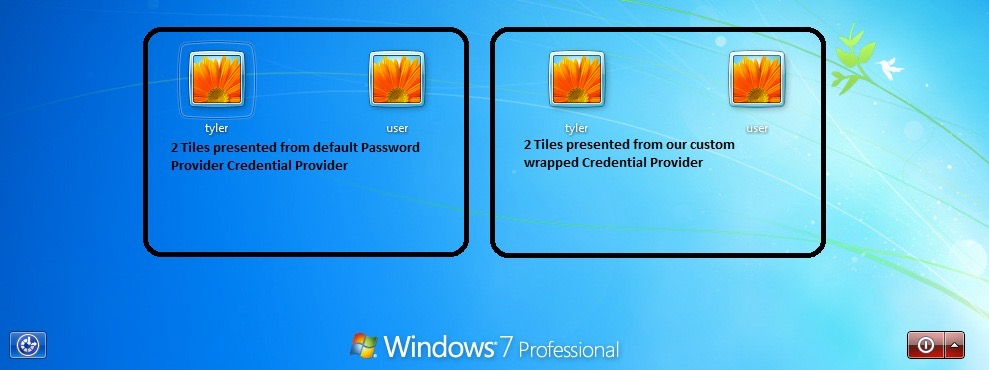 tyler
user
tyler
user
2 Tiles presented from default Password
Provider Credential Provider
2 Tiles presented from our custom
wrapped Credential Provider
Windows 7 Professional